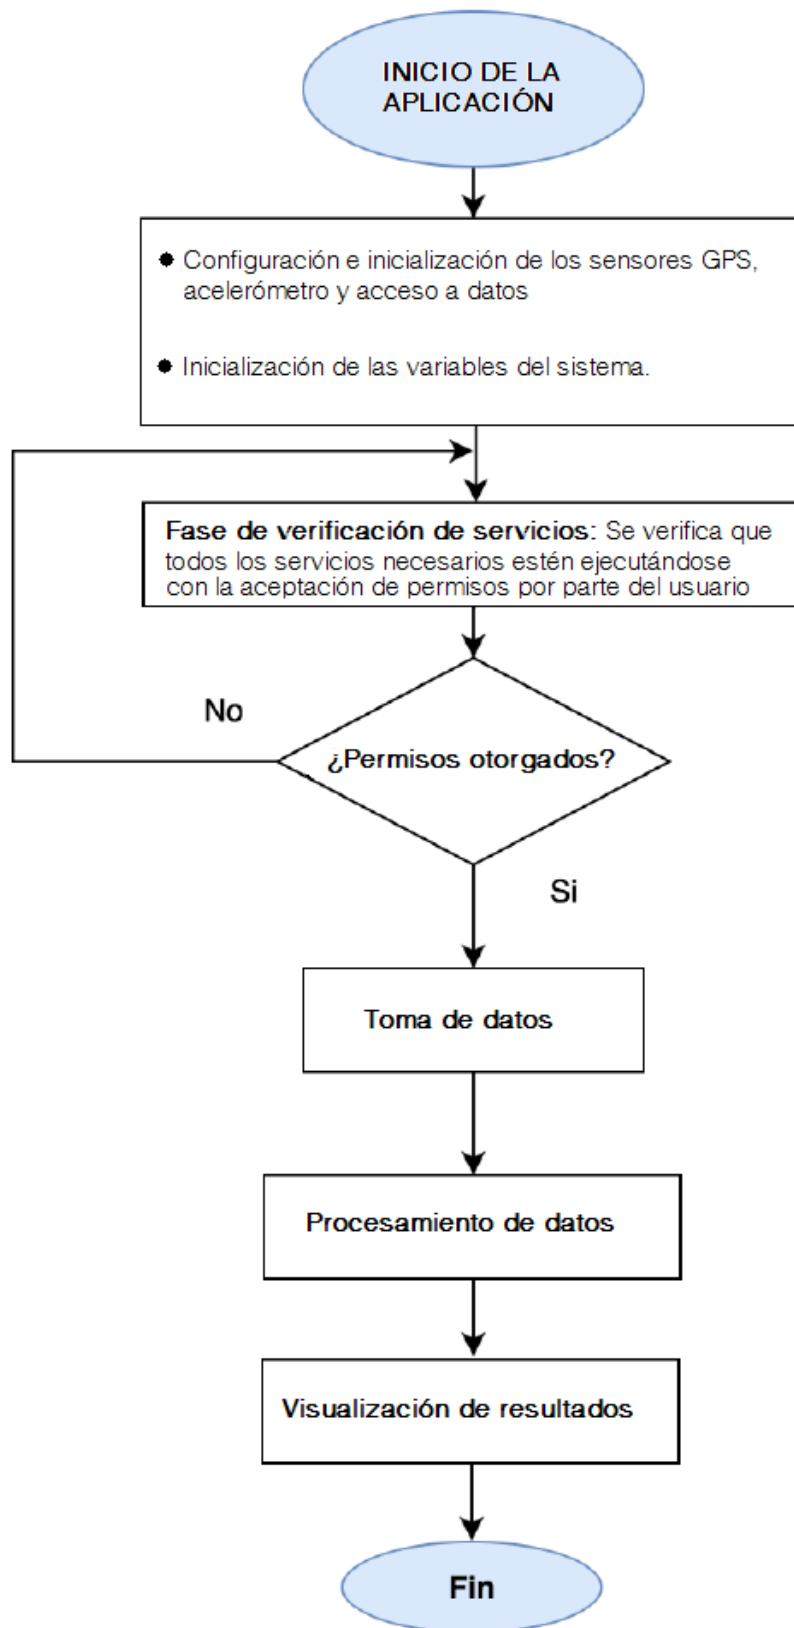 INICIO DE LA
APLICACIÓN
● Configuración e inicialización de los sensores GPS,
acelerómetro y acceso a datos
● Inicialización de las variables del sistema.
Fase de verificación de servicios: Se verifica que
todos los servicios necesarios estén ejecutándose
con la aceptación de permisos por parte del usuario
No
¿Permisos otorgados?
Si
Toma de datos
Procesamiento de datos
Visualización de resultados
Fin